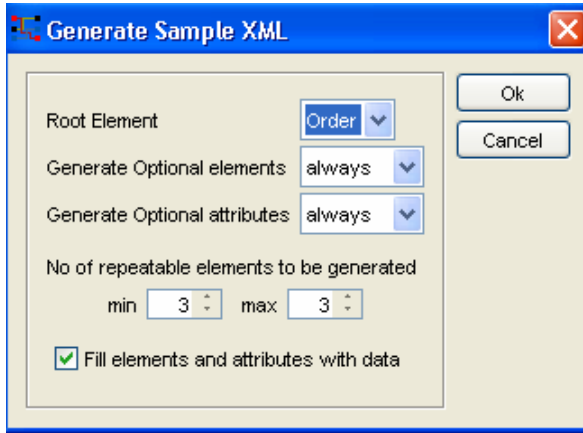 Generate Sample XML
Ok
Root Element Order
Cancel
Generate Optional elements always
Generate Optional attributes always
No of repeatable elements to be generated
min 3 max 3
Fill elements and attributes with data